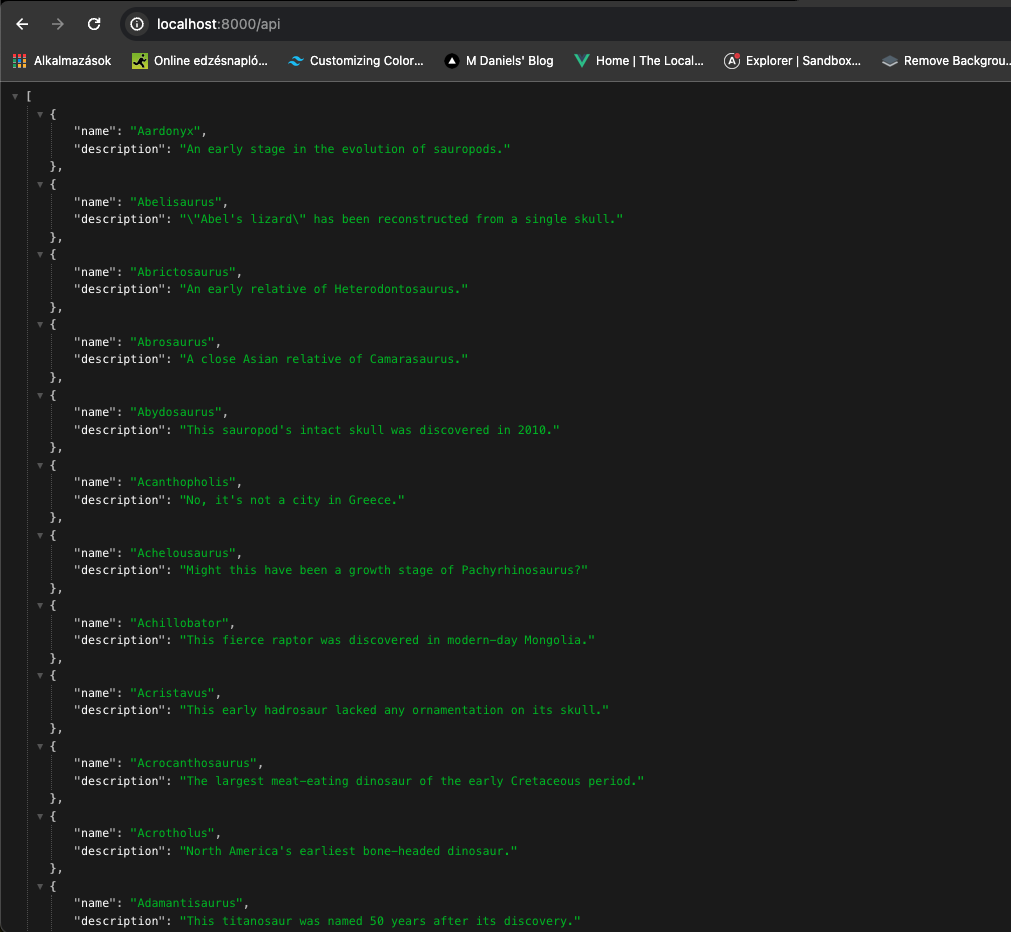 localhost:8000/api
Alkalmazások Online edzésnapló... Customizing Color... M Daniels' Blog Home | The Local... Explorer | Sandbox... Remove Backgrou...
[
{
"name": "Aardonyx",
"description": "An early stage in the evolution of sauropods."
},
{
"name": "Abelisaurus",
"description": "\"Abel's lizard\" has been reconstructed from a single skull."
},
{
"name": "Abrictosaurus",
"description": "An early relative of Heterodontosaurus."
},
{
"name": "Abrosaurus",
"description": "A close Asian relative of Camarasaurus."
},
{
"name": "Abydosaurus",
"description": "This sauropod's intact skull was discovered in 2010."
},
{
"name": "Acanthopholis",
"description": "No, it's not a city in Greece."
},
{
"name": "Achelousaurus",
"description": "Might this have been a growth stage of Pachyrhinosaurus?"
},
{
"name": "Achillobator",
"description": "This fierce raptor was discovered in modern-day Mongolia."
},
{
"name": "Acristavus",
"description": "This early hadrosaur lacked any ornamentation on its skull."
},
{
"name": "Acrocanthosaurus",
"description": "The largest meat-eating dinosaur of the early Cretaceous period."
},
{
"name": "Acrotholus",
"description": "North America's earliest bone-headed dinosaur."
},
{
"name": "Adamantisaurus",
"description": "This titanosaur was named 50 years after its discovery."